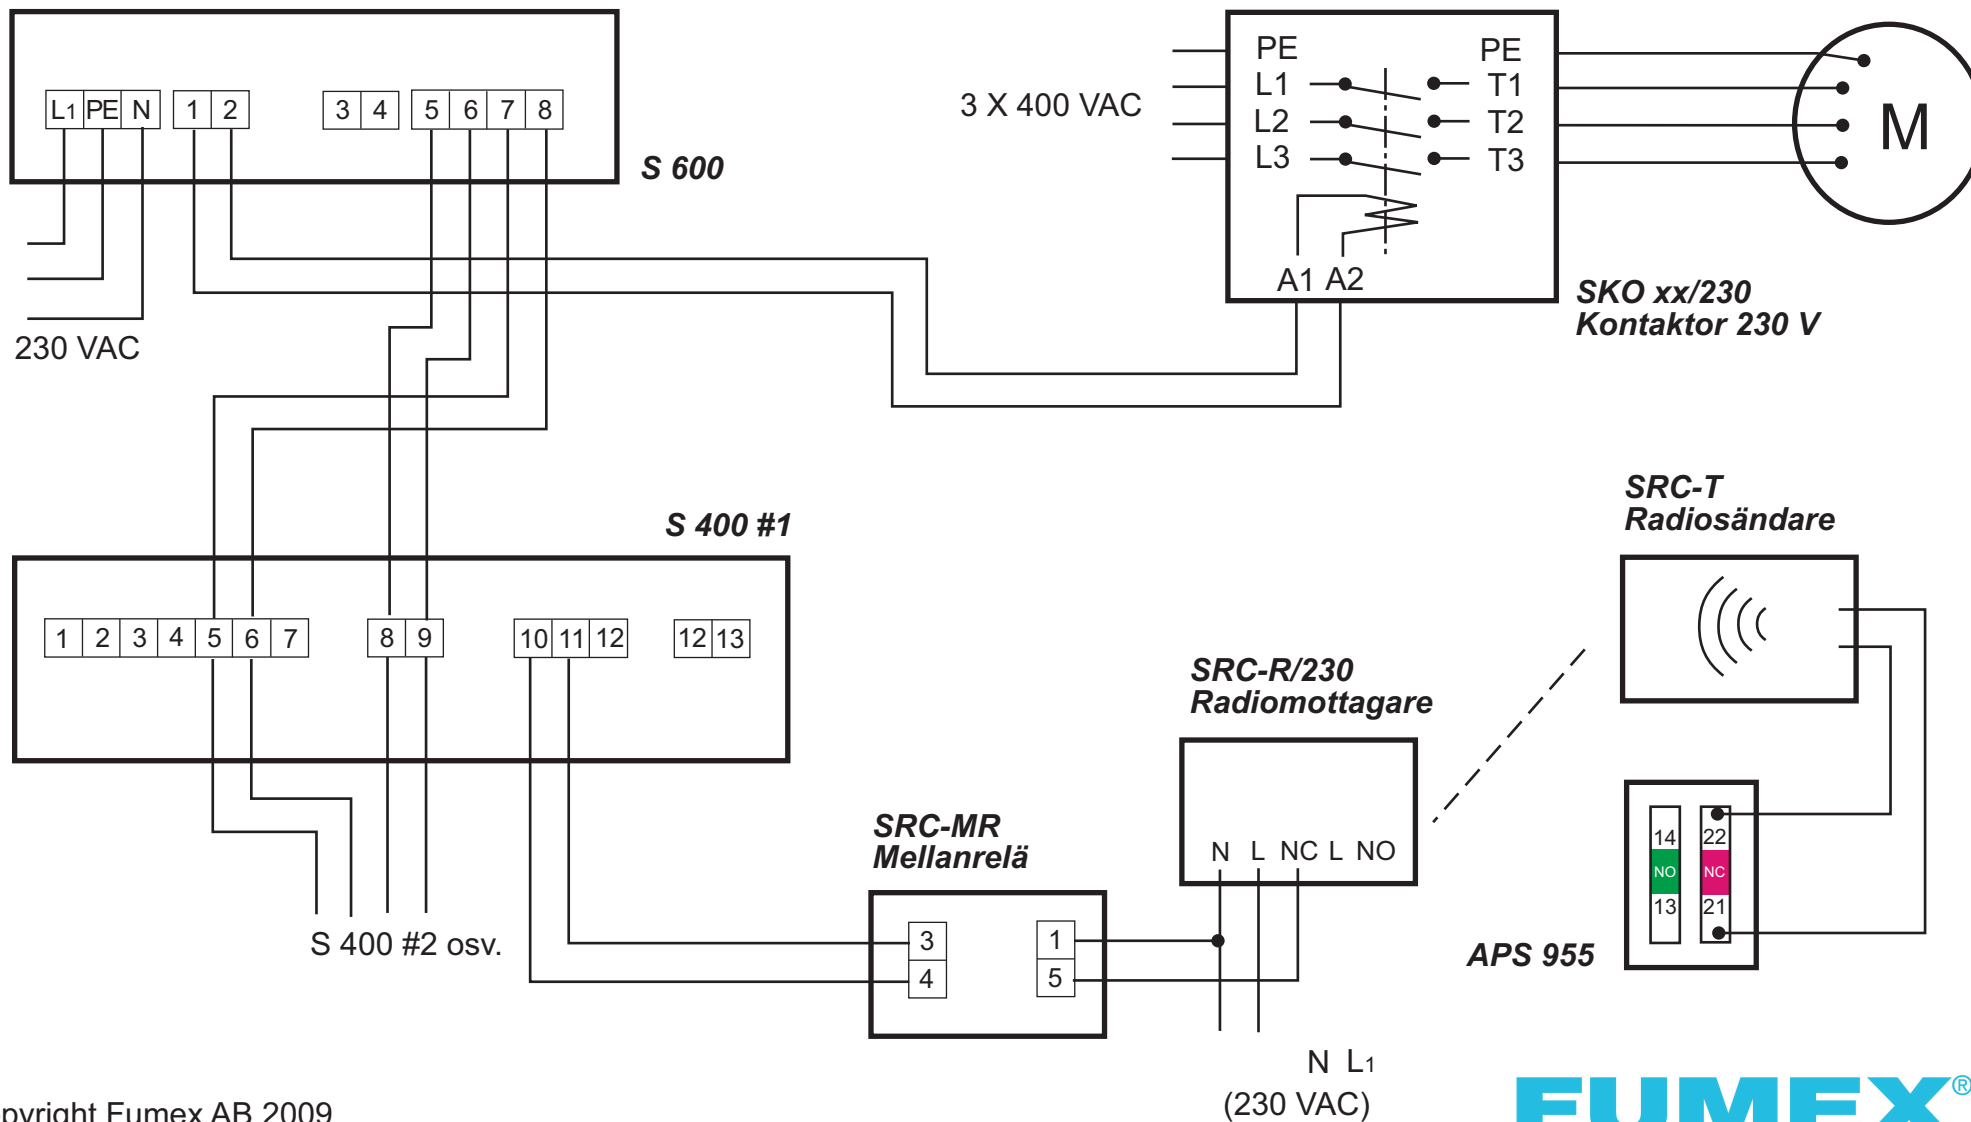 L1 PE N 1 2 3 4 5 6 7 8
S 600
230 VAC
3 X 400 VAC
PE PE
L1 T1
L2 T2
L3 T3
A1 A2
M
SKO xx/230
Kontaktor 230 V
S 400 #1
1 2 3 4 5 6 7 8 9 10 11 12 12 13
S 400 #2 osv.
SRC-T
Radiosändare
SRC-R/230
Radiomottagare
N L NC L NO
SRC-MR
Mellanrelä
3 1
4 5
N L1
(230 VAC)
14 22
NO NC
13 21
APS 955
pyright Fumex AB 2009
FUMEX®